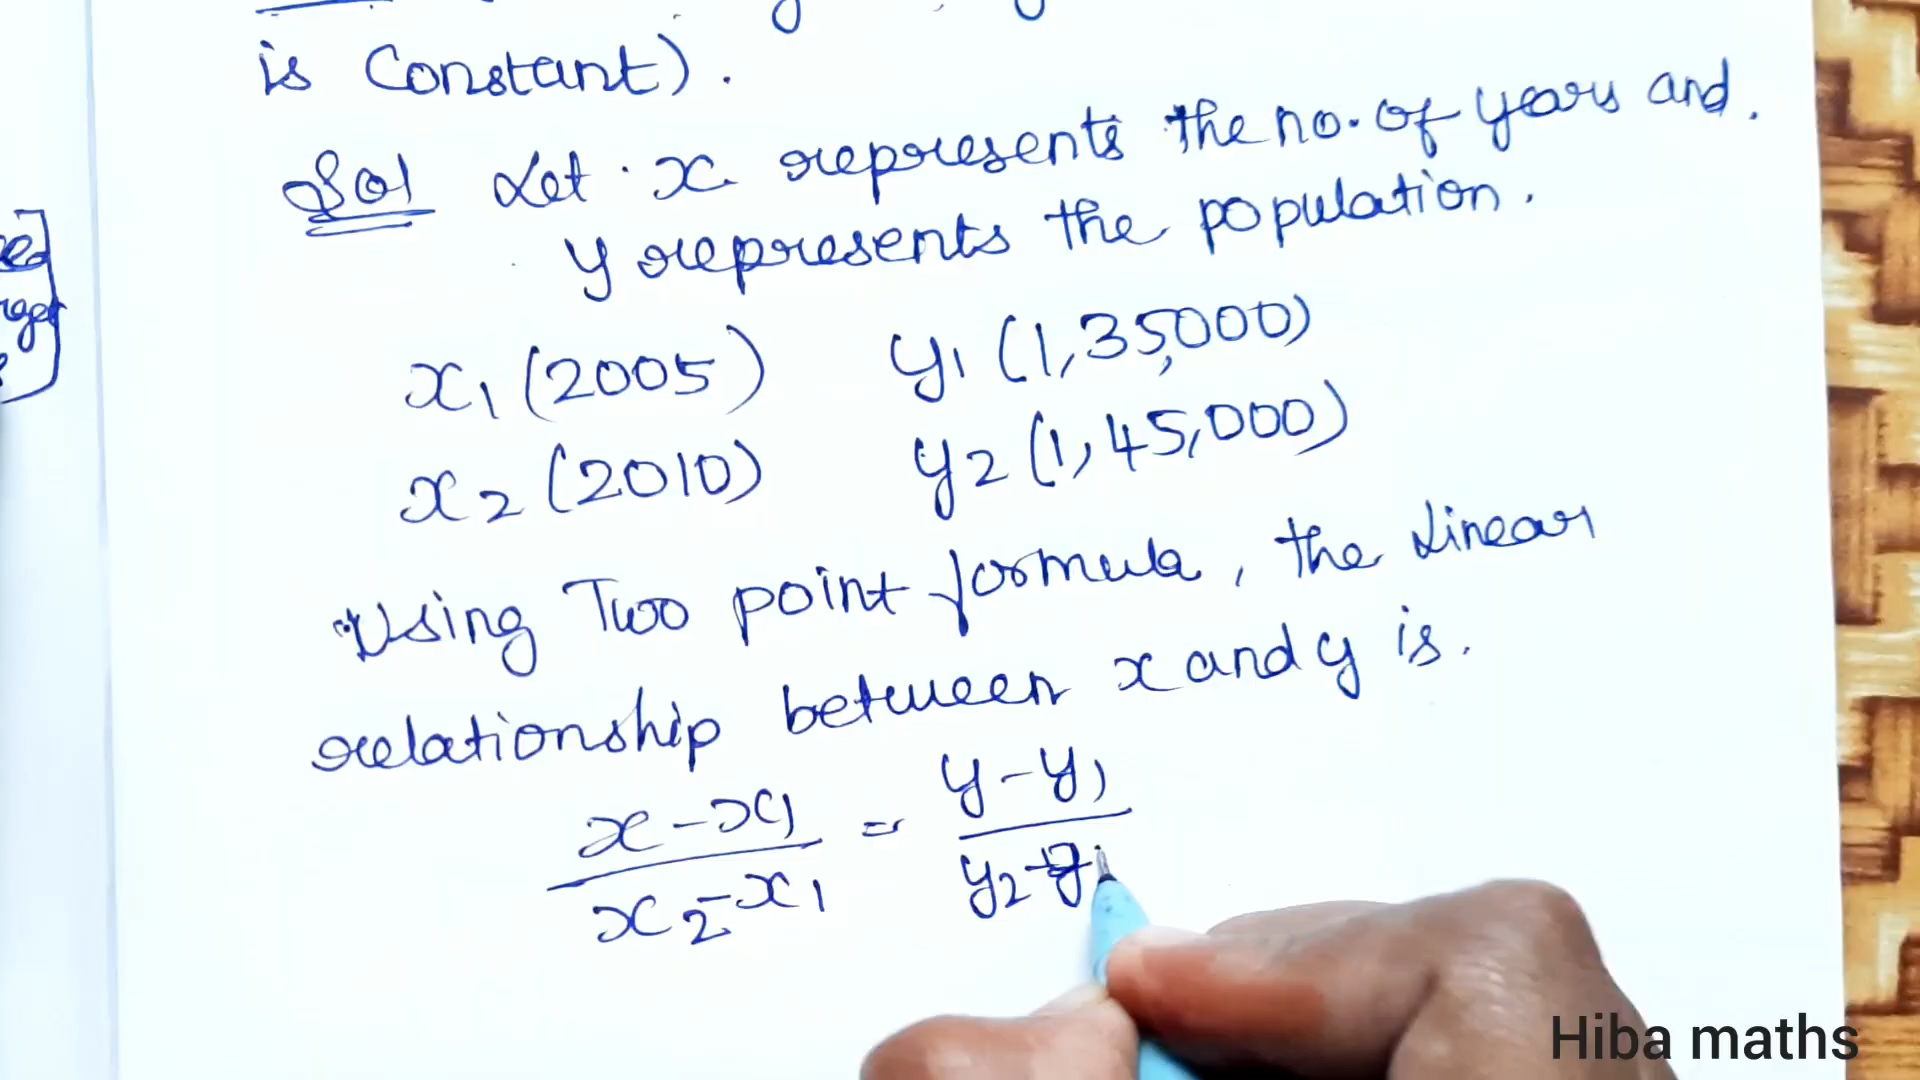 is Constant).
Sol Let x represents the no. of years and
y represents the population.
x1 (2005) y1 (1,35,000)
x2 (2010) y2 (1,45,000)
Using Two point formula, the Linear
relationship between x and y is.
x - x1 / x2 - x1 = y - y1 / y2 - y
Hiba maths